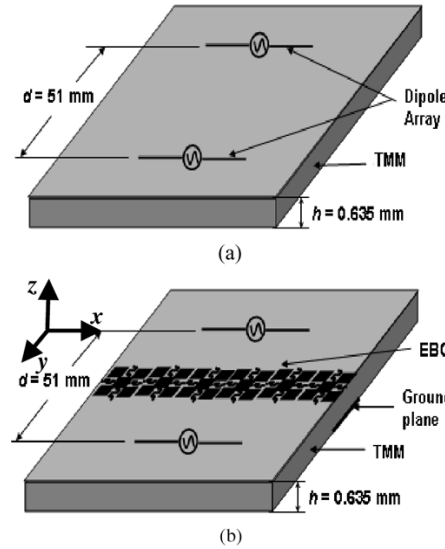 d = 51 mm
Dipole
Array
TMM
h = 0.635 mm
(a)
z
x
y
d = 51 mm
EBG
Ground
plane
TMM
h = 0.635 mm
(b)